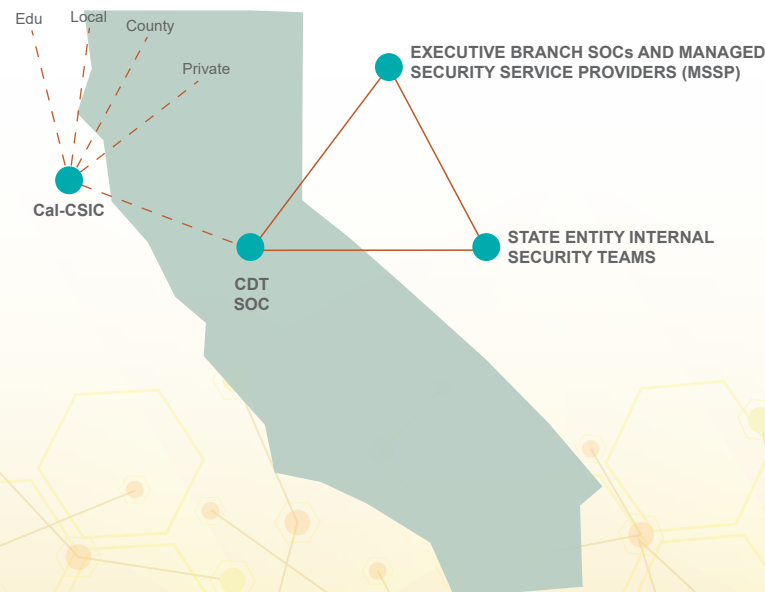 Edu
Local
County
Private
EXECUTIVE BRANCH SOCs AND MANAGED
SECURITY SERVICE PROVIDERS (MSSP)
Cal-CSIC
STATE ENTITY INTERNAL
SECURITY TEAMS
CDT
SOC